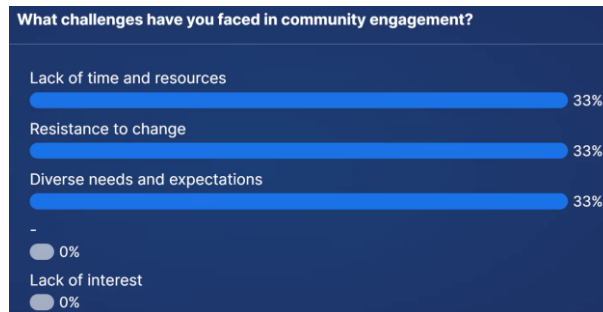 What challenges have you faced in community engagement?
Lack of time and resources
33%
Resistance to change
33%
Diverse needs and expectations
33%
-
0%
Lack of interest
0%